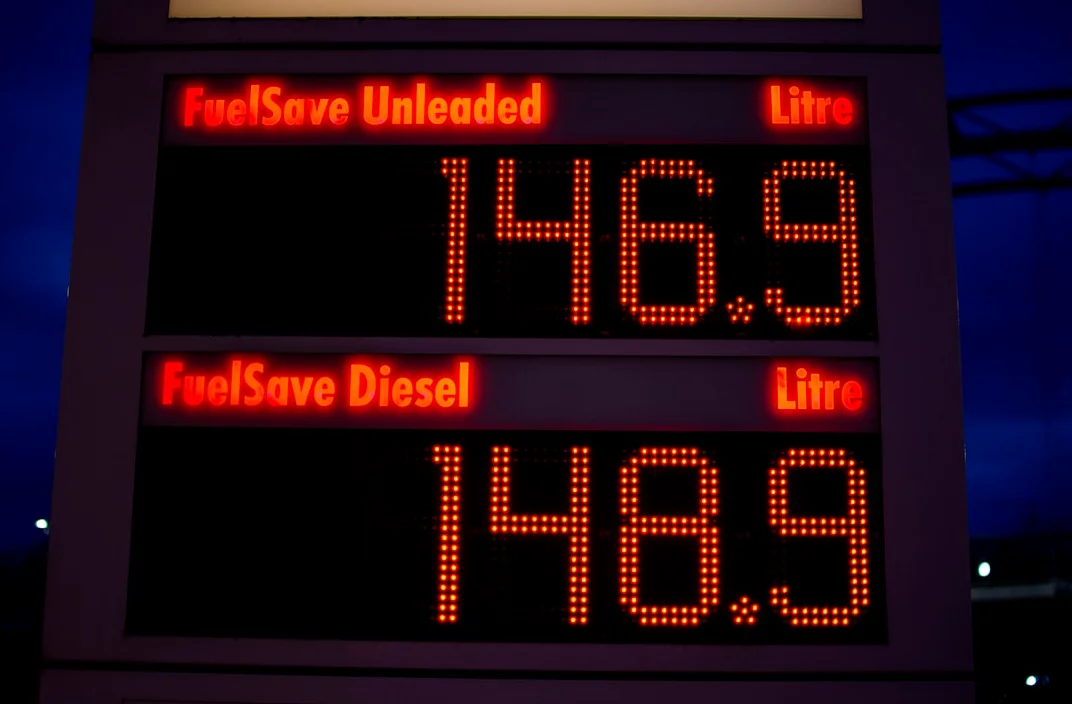 FuelSave Unleaded Litre
146.9
FuelSave Diesel Litre
148.9